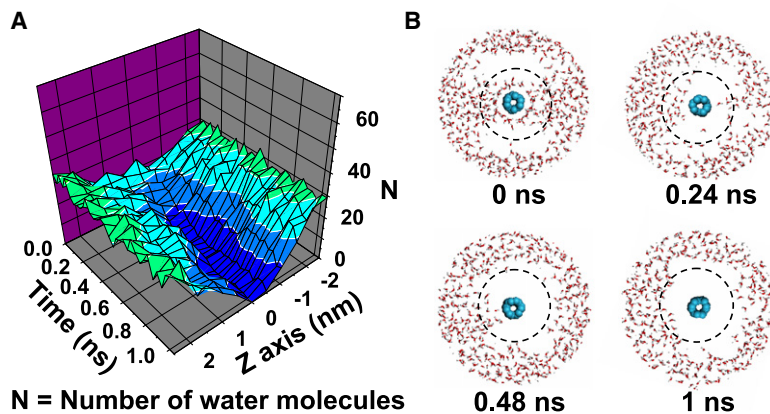 A
60
40
N
20
0
0.0
0.2
0.4
0.6
0.8
1.0
Time (ns)
2
1
0
-1
-2
Z axis (nm)
N = Number of water molecules
B
0 ns
0.24 ns
0.48 ns
1 ns